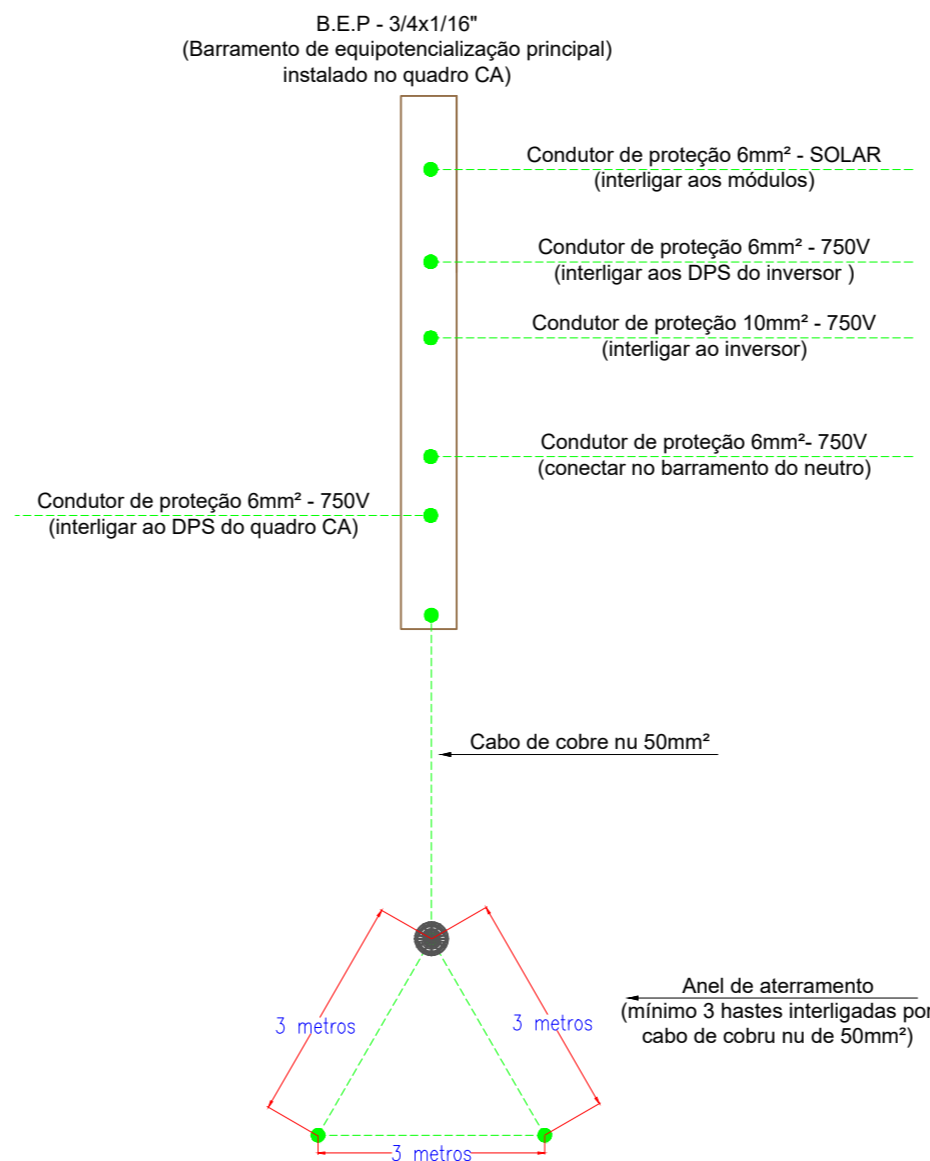 B.E.P - 3/4x1/16"
(Barramento de equipotencialização principal)
instalado no quadro CA)
Condutor de proteção 6mm² - SOLAR
(interligar aos módulos)
Condutor de proteção 6mm² - 750V
(interligar aos DPS do inversor )
Condutor de proteção 10mm² - 750V
(interligar ao inversor)
Condutor de proteção 6mm²- 750V
(conectar no barramento do neutro)
Condutor de proteção 6mm² - 750V
(interligar ao DPS do quadro CA)
Cabo de cobre nu 50mm²
Anel de aterramento
(mínimo 3 hastes interligadas por
cabo de cobru nu de 50mm²)
3 metros
3 metros
3 metros